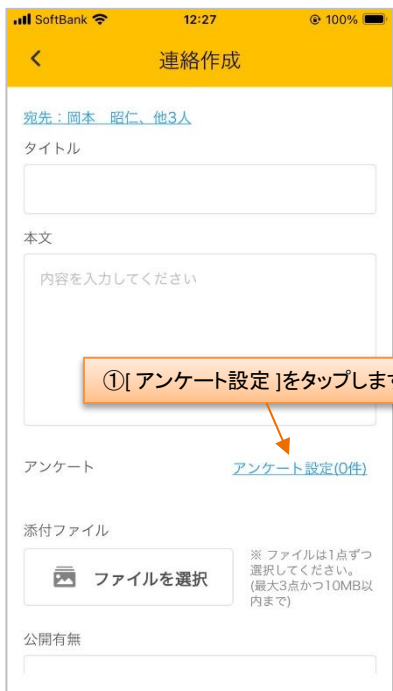 SoftBank 12:27 100%
連絡作成
宛先：岡本 昭仁、他3人
タイトル
本文
内容を入力してください
①[ アンケート設定 ]をタップします
アンケート アンケート設定(0件)
添付ファイル
ファイルを選択
※ ファイルは1点ずつ
選択してください。
(最大3点かつ10MB以
内まで)
公開有無